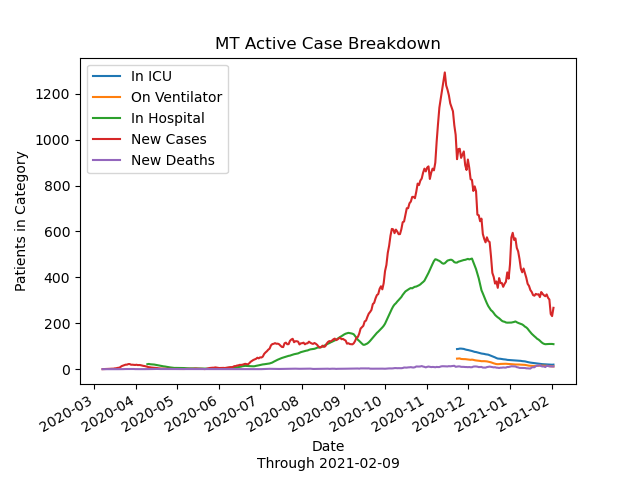 MT Active Case Breakdown
In ICU
On Ventilator
In Hospital
New Cases
New Deaths
Patients in Category
1200
1000
800
600
400
200
0
2020-03
2020-04
2020-05
2020-06
2020-07
2020-08
2020-09
2020-10
2020-11
2020-12
2021-01
2021-02
Date
Through 2021-02-09